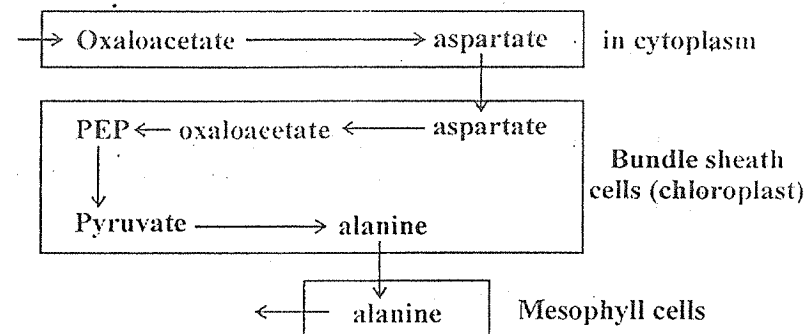 Oxaloacetate aspartate in cytoplasm
PEP oxaloacetate aspartate
Bundle sheath
cells (chloroplast)
Pyruvate alanine
alanine Mesophyll cells